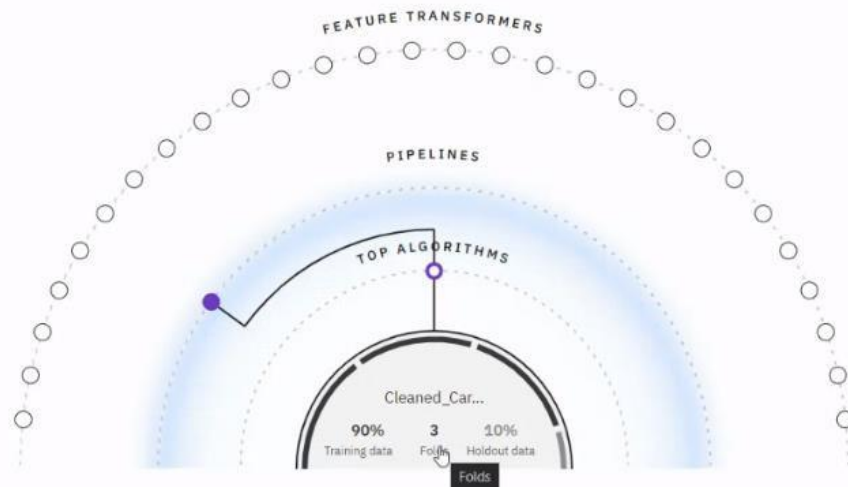 FEATURE TRANSFORMERS
PIPELINES
TOP ALGORITHMS
Cleaned_Car...
90% 3 10%
Training data Folds Holdout data
Folds